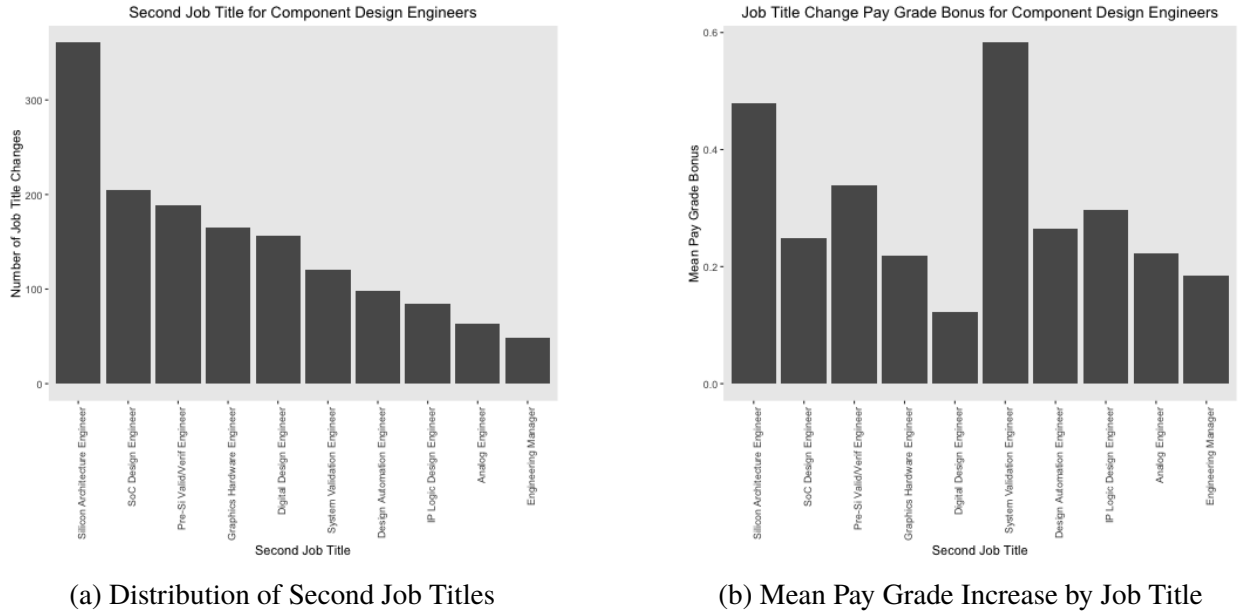 Second Job Title for Component Design Engineers
Number of Job Title Changes
300
200
100
0
Silicon Architecture Engineer
SoC Design Engineer
Pre-Si Valid/Verif Engineer
Graphics Hardware Engineer
Digital Design Engineer
System Validation Engineer
Design Automation Engineer
IP Logic Design Engineer
Analog Engineer
Engineering Manager
Second Job Title
(a) Distribution of Second Job Titles
Job Title Change Pay Grade Bonus for Component Design Engineers
Mean Pay Grade Bonus
0.6
0.4
0.2
0.0
Silicon Architecture Engineer
SoC Design Engineer
Pre-Si Valid/Verif Engineer
Graphics Hardware Engineer
Digital Design Engineer
System Validation Engineer
Design Automation Engineer
IP Logic Design Engineer
Analog Engineer
Engineering Manager
Second Job Title
(b) Mean Pay Grade Increase by Job Title